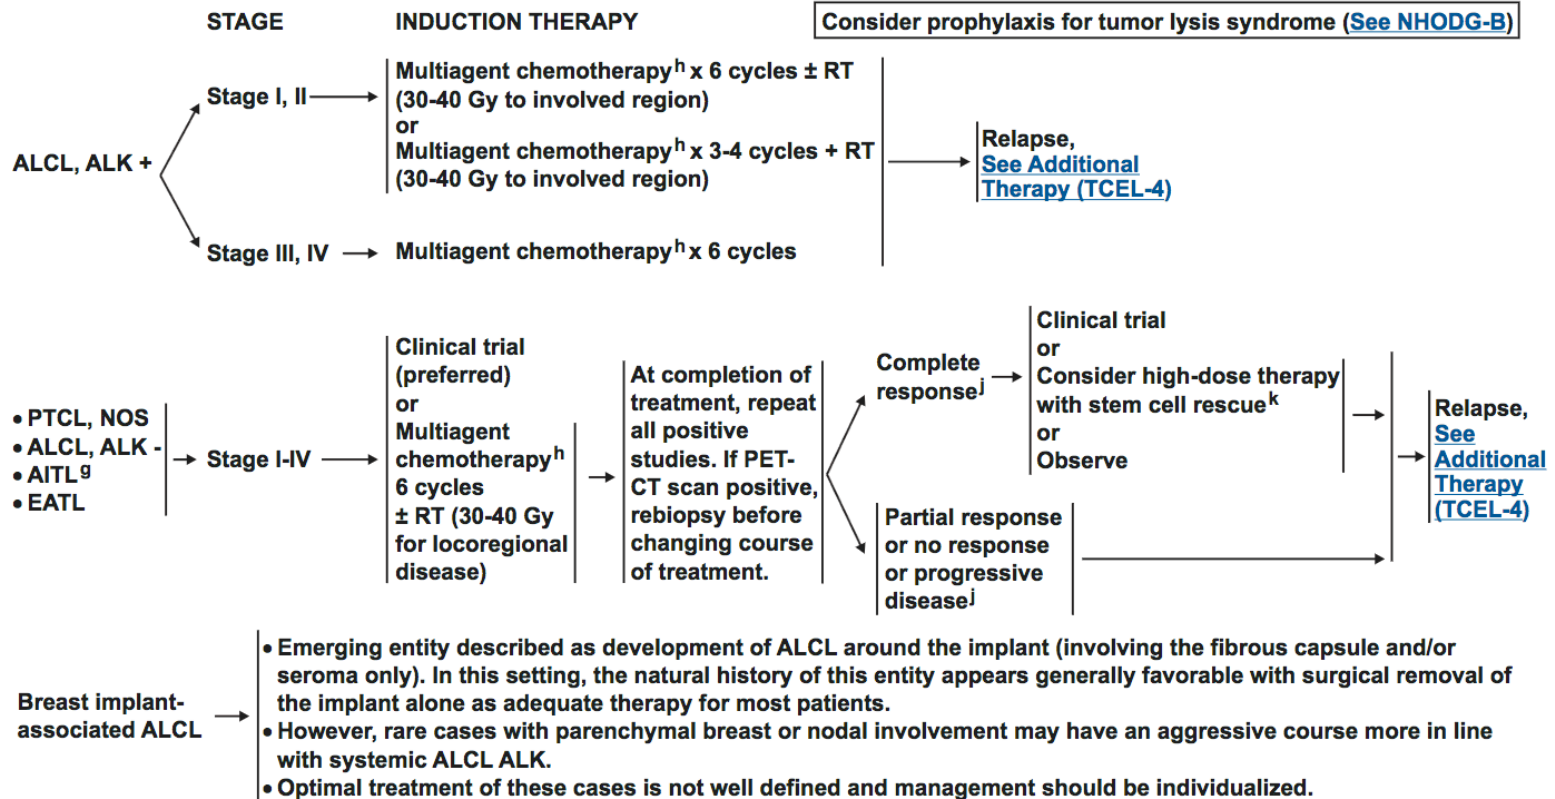 STAGE
INDUCTION THERAPY
Consider prophylaxis for tumor lysis syndrome (See NHODG-B)
ALCL, ALK +
Stage I, II
Multiagent chemotherapyʰ x 6 cycles ± RT
(30-40 Gy to involved region)
or
Multiagent chemotherapyʰ x 3-4 cycles + RT
(30-40 Gy to involved region)
Stage III, IV
Multiagent chemotherapyʰ x 6 cycles
Relapse,
See Additional
Therapy (TCEL-4)
• PTCL, NOS
• ALCL, ALK -
• AITLᵍ
• EATL
Stage I-IV
Clinical trial
(preferred)
or
Multiagent
chemotherapyʰ
6 cycles
± RT (30-40 Gy
for locoregional
disease)
At completion of
treatment, repeat
all positive
studies. If PET-
CT scan positive,
rebiopsy before
changing course
of treatment.
Complete
responseʲ
Clinical trial
or
Consider high-dose therapy
with stem cell rescueᵏ
or
Observe
Partial response
or no response
or progressive
diseaseʲ
Relapse,
See
Additional
Therapy
(TCEL-4)
Breast implant-
associated ALCL
• Emerging entity described as development of ALCL around the implant (involving the fibrous capsule and/or
seroma only). In this setting, the natural history of this entity appears generally favorable with surgical removal of
the implant alone as adequate therapy for most patients.
• However, rare cases with parenchymal breast or nodal involvement may have an aggressive course more in line
with systemic ALCL ALK.
• Optimal treatment of these cases is not well defined and management should be individualized.